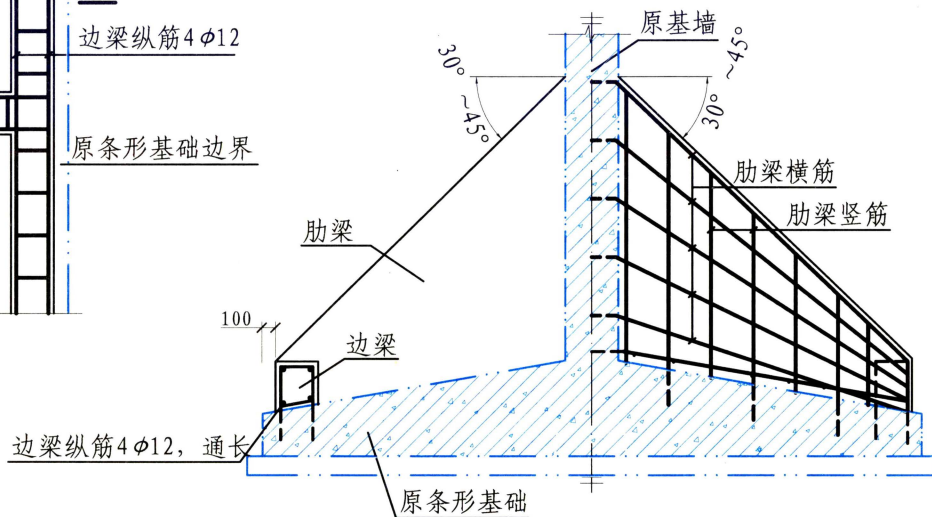 边梁纵筋4Φ12
原条形基础边界
原基墙
30°~45°
30°~45°
肋梁横筋
肋梁竖筋
肋梁
100
边梁
边梁纵筋4Φ12，通长
原条形基础